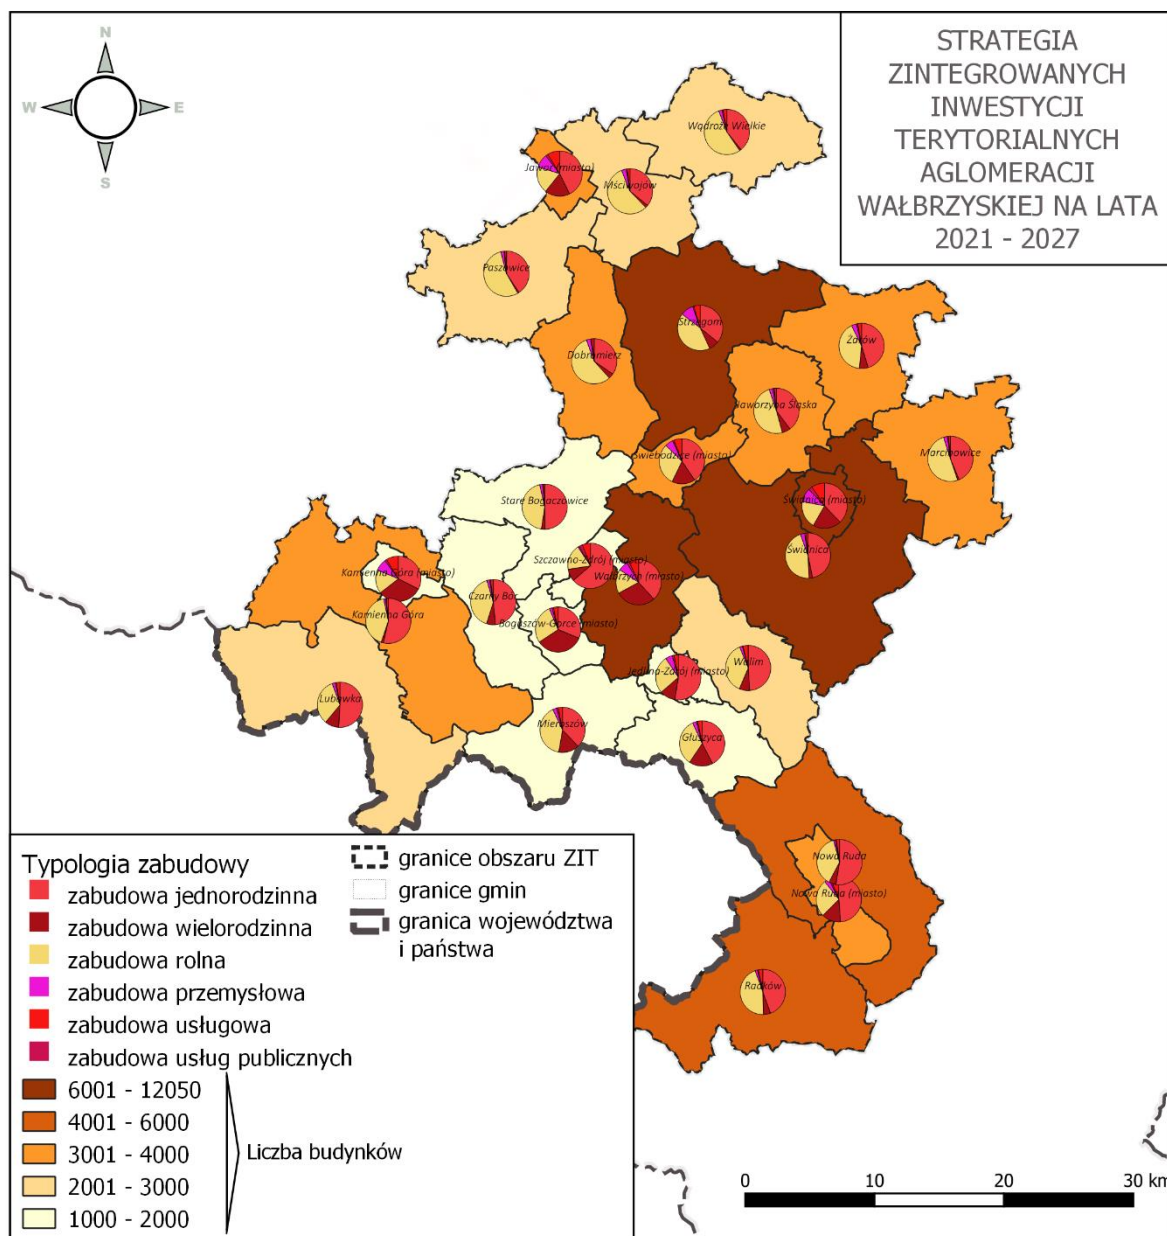 N
W
E
S
STRATEGIA
ZINTEGROWANYCH
INWESTYCJI
TERYTORIALNYCH
AGLOMERACJI
WAŁBRZYSKIEJ NA LATA
2021 - 2027
Wądroże Wielkie
Jawor (miasto)
Mściwojów
Paszowice
Strzegom
Żarów
Dobromierz
Jaworzyna Śląska
Marcinowice
Świebodzice (miasto)
Stare Bogaczowice
Świdnica (miasto)
Świdnica
Szczawno-Zdrój (miasto)
Kamienna Góra (miasto)
Wałbrzych (miasto)
Czarny Bór
Kamienna Góra
Boguszów-Gorce (miasto)
Walim
Jedlina-Zdrój (miasto)
Lubawka
Mieroszów
Głuszyca
Nowa Ruda
Nowa Ruda (miasto)
Radków
Typologia zabudowy
zabudowa jednorodzinna
zabudowa wielorodzinna
zabudowa rolna
zabudowa przemysłowa
zabudowa usługowa
zabudowa usług publicznych
granice obszaru ZIT
granice gmin
granica województwa
i państwa
6001 - 12050
4001 - 6000
3001 - 4000
2001 - 3000
1000 - 2000
Liczba budynków
0 10 20 30 km